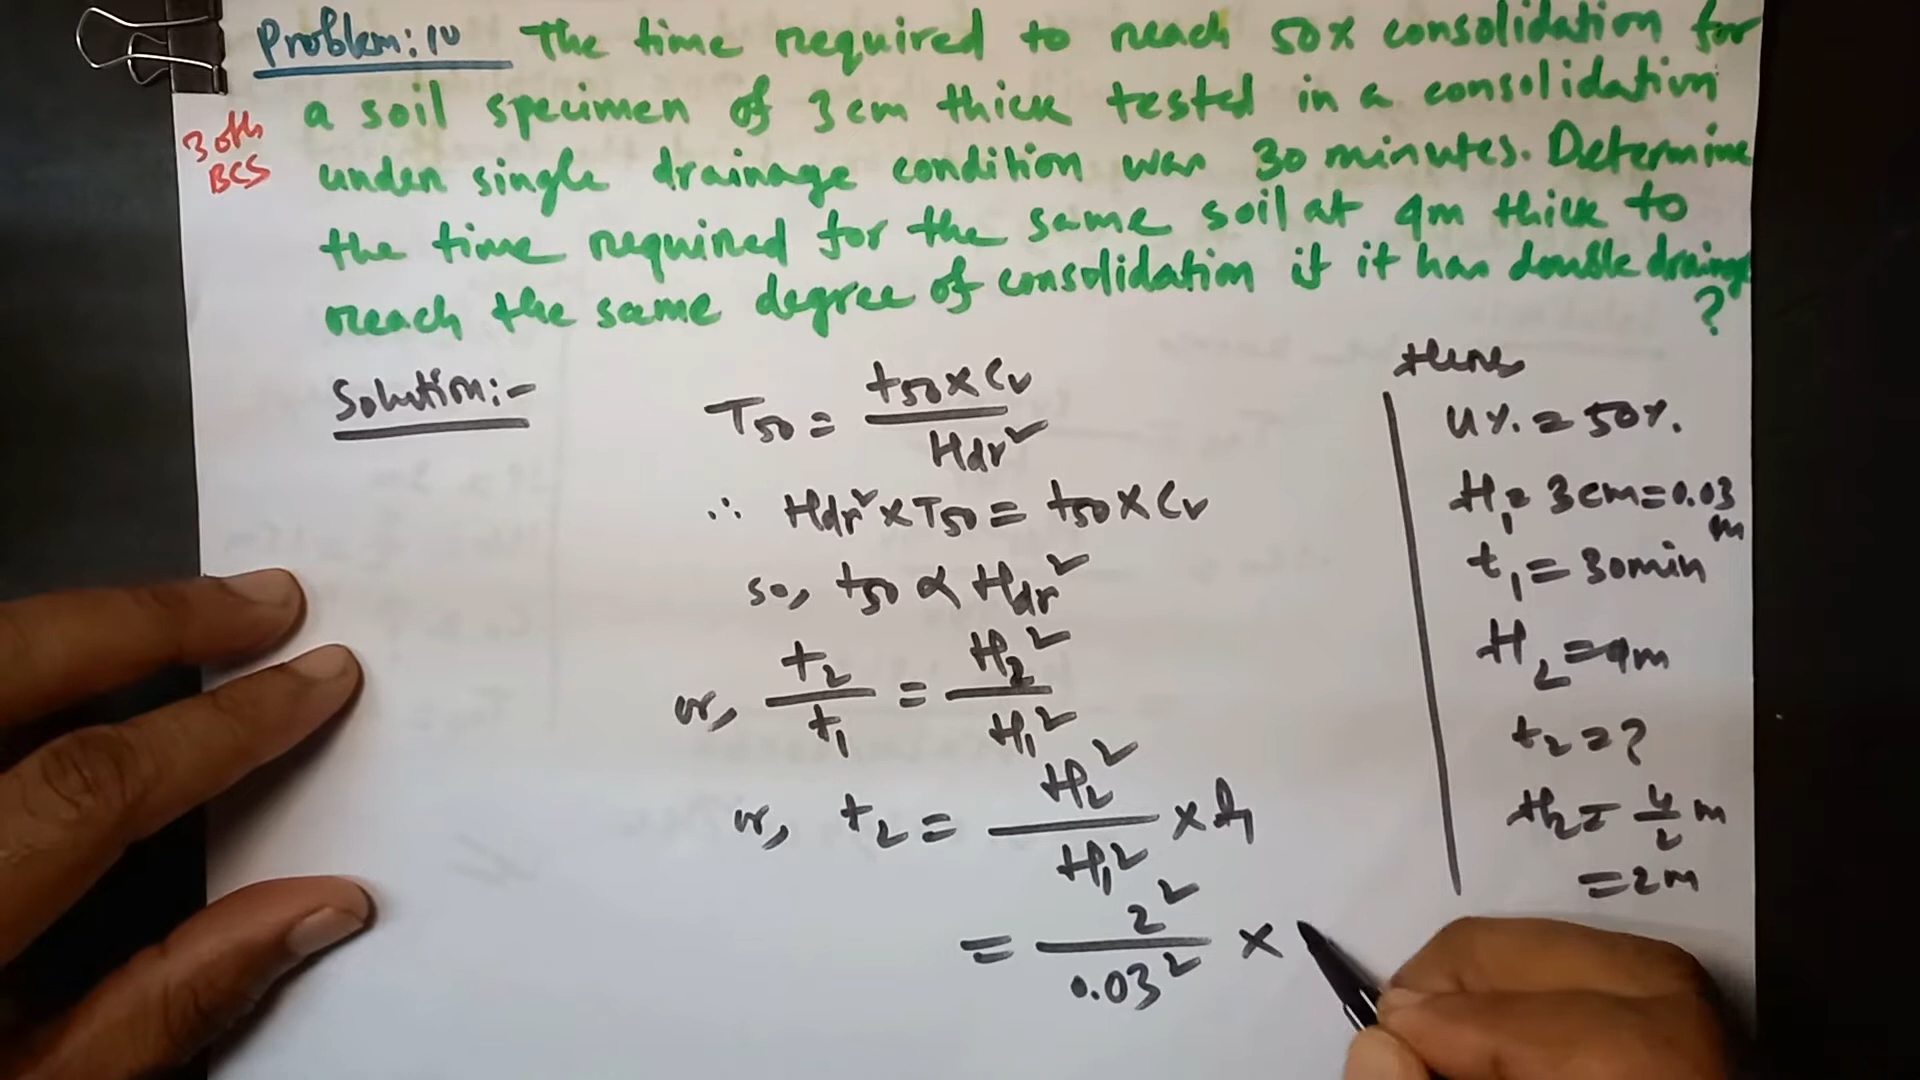 Problem: 10 The time required to reach 50% consolidation for
a soil specimen of 3cm thick tested in a consolidation
under single drainage condition was 30 minutes. Determine
the time required for the same soil at 4m thick to
reach the same degree of consolidation if it has double drainage
?
30th
BCS
Solution:-
T50 = t50 × Cv / Hdr²
∴ Hdr² × T50 = t50 × Cv
so, t50 ∝ Hdr²
or, t2 / t1 = H2² / H1²
or, t2 = H2² / H1² × t1
= 2² / 0.03² ×
Here
U%. = 50%.
H1 = 3cm = 0.03 m
t1 = 30min
H2 = 4m
t2 = ?
H2 = 4/2 m
= 2m